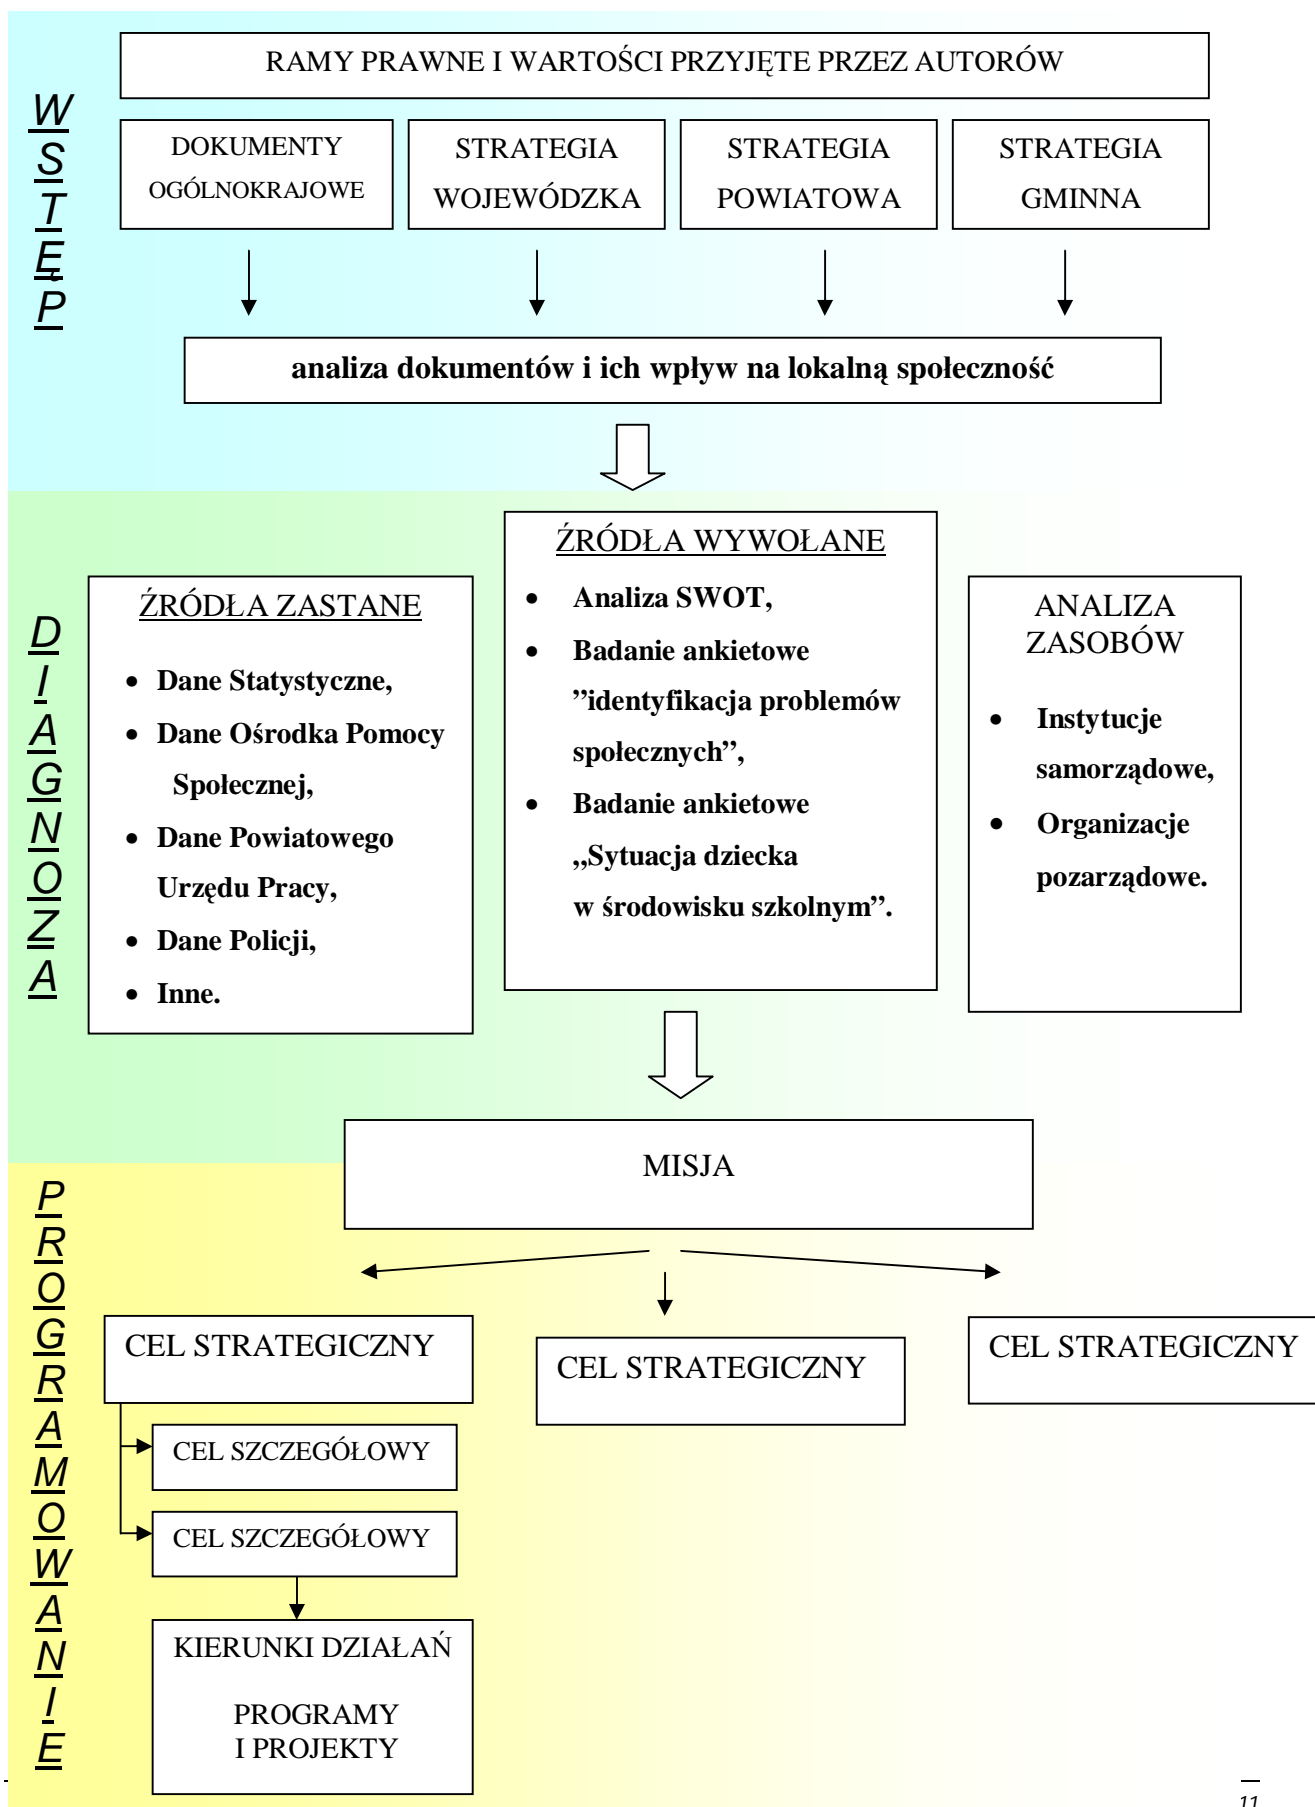 WSTĘP
RAMY PRAWNE I WARTOŚCI PRZYJĘTE PRZEZ AUTORÓW
DOKUMENTY
OGÓLNOKRAJOWE
STRATEGIA
WOJEWÓDZKA
STRATEGIA
POWIATOWA
STRATEGIA
GMINNA
analiza dokumentów i ich wpływ na lokalną społeczność
DIAGNOZA
ŹRÓDŁA ZASTANE
• Dane Statystyczne,
• Dane Ośrodka Pomocy
Społecznej,
• Dane Powiatowego
Urzędu Pracy,
• Dane Policji,
• Inne.
ŹRÓDŁA WYWOŁANE
• Analiza SWOT,
• Badanie ankietowe
”identyfikacja problemów
społecznych”,
• Badanie ankietowe
„Sytuacja dziecka
w środowisku szkolnym”.
ANALIZA
ZASOBÓW
• Instytucje
samorządowe,
• Organizacje
pozarządowe.
PROGRAMOWANIE
MISJA
CEL STRATEGICZNY
CEL STRATEGICZNY
CEL STRATEGICZNY
CEL SZCZEGÓŁOWY
CEL SZCZEGÓŁOWY
KIERUNKI DZIAŁAŃ
PROGRAMY
I PROJEKTY
11